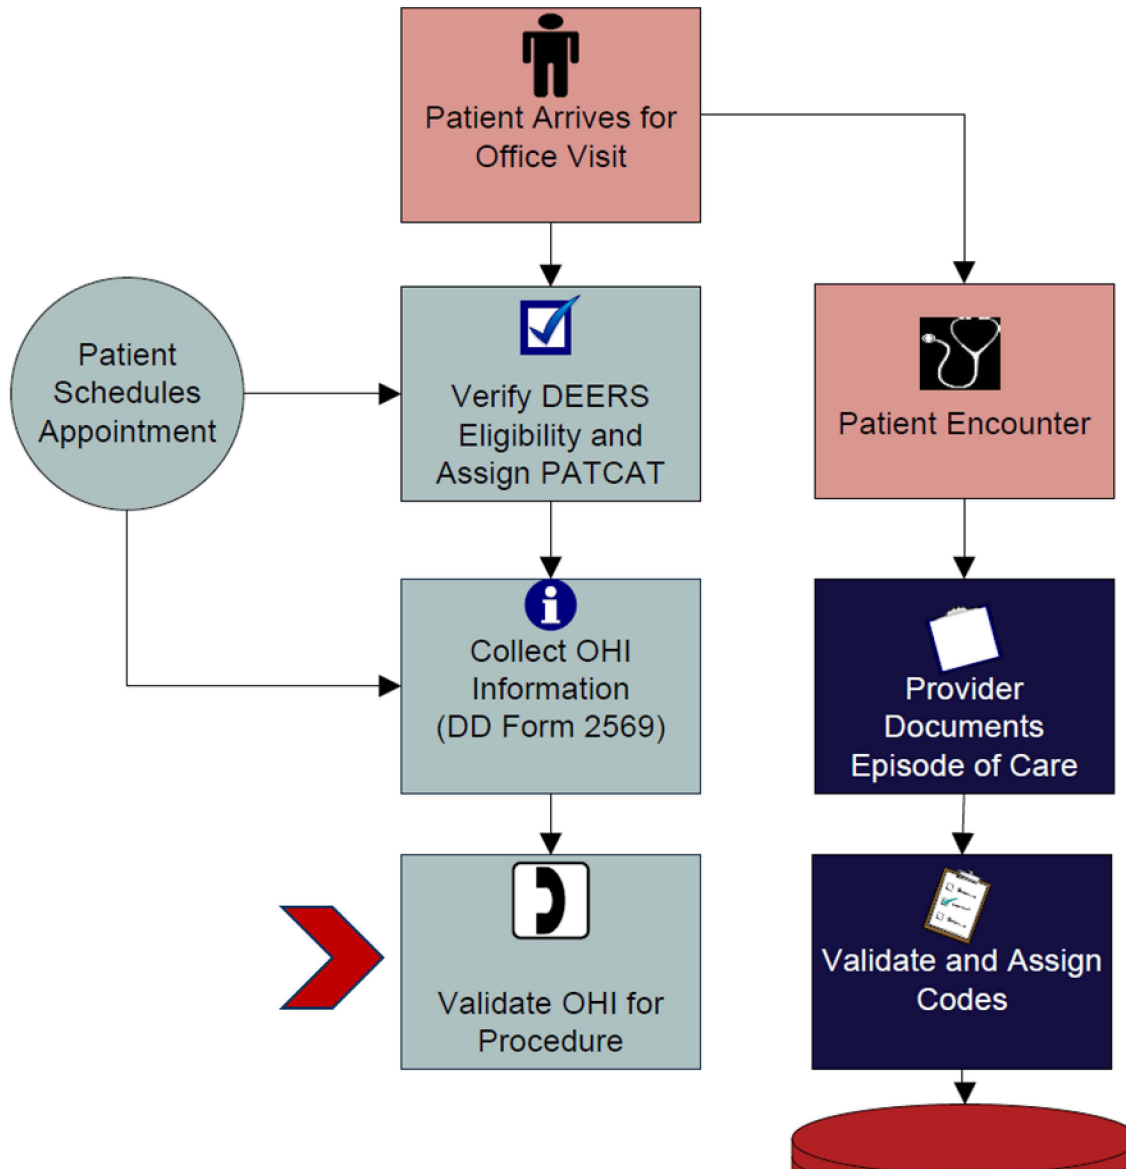 Patient Arrives for
Office Visit
Patient
Schedules
Appointment
Verify DEERS
Eligibility and
Assign PATCAT
Patient Encounter
Collect OHI
Information
(DD Form 2569)
Provider
Documents
Episode of Care
Validate OHI for
Procedure
Validate and Assign
Codes